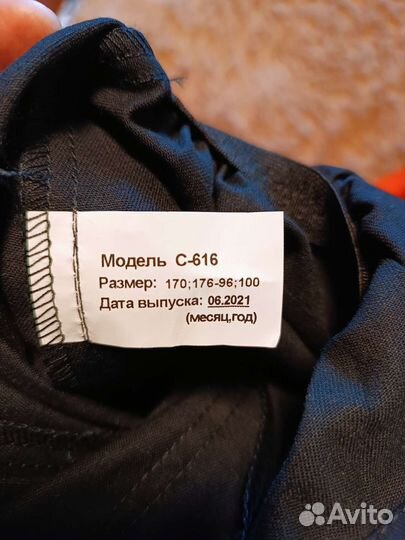 Модель С-616
Размер: 170;176-96;100
Дата выпуска: 06.2021
(месяц,год)
Avito